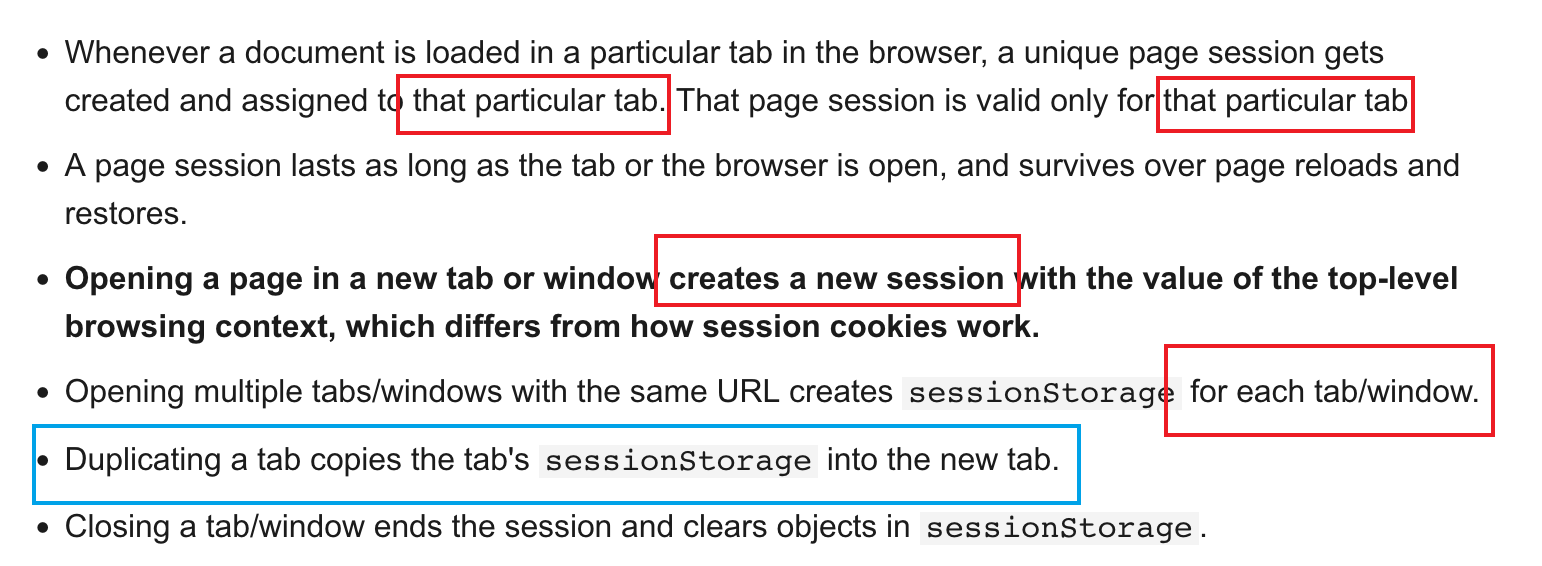 • Whenever a document is loaded in a particular tab in the browser, a unique page session gets
created and assigned to that particular tab. That page session is valid only for that particular tab
• A page session lasts as long as the tab or the browser is open, and survives over page reloads and
restores.
• Opening a page in a new tab or window creates a new session with the value of the top-level
browsing context, which differs from how session cookies work.
• Opening multiple tabs/windows with the same URL creates sessionStorage for each tab/window.
• Duplicating a tab copies the tab's sessionStorage into the new tab.
• Closing a tab/window ends the session and clears objects in sessionStorage.